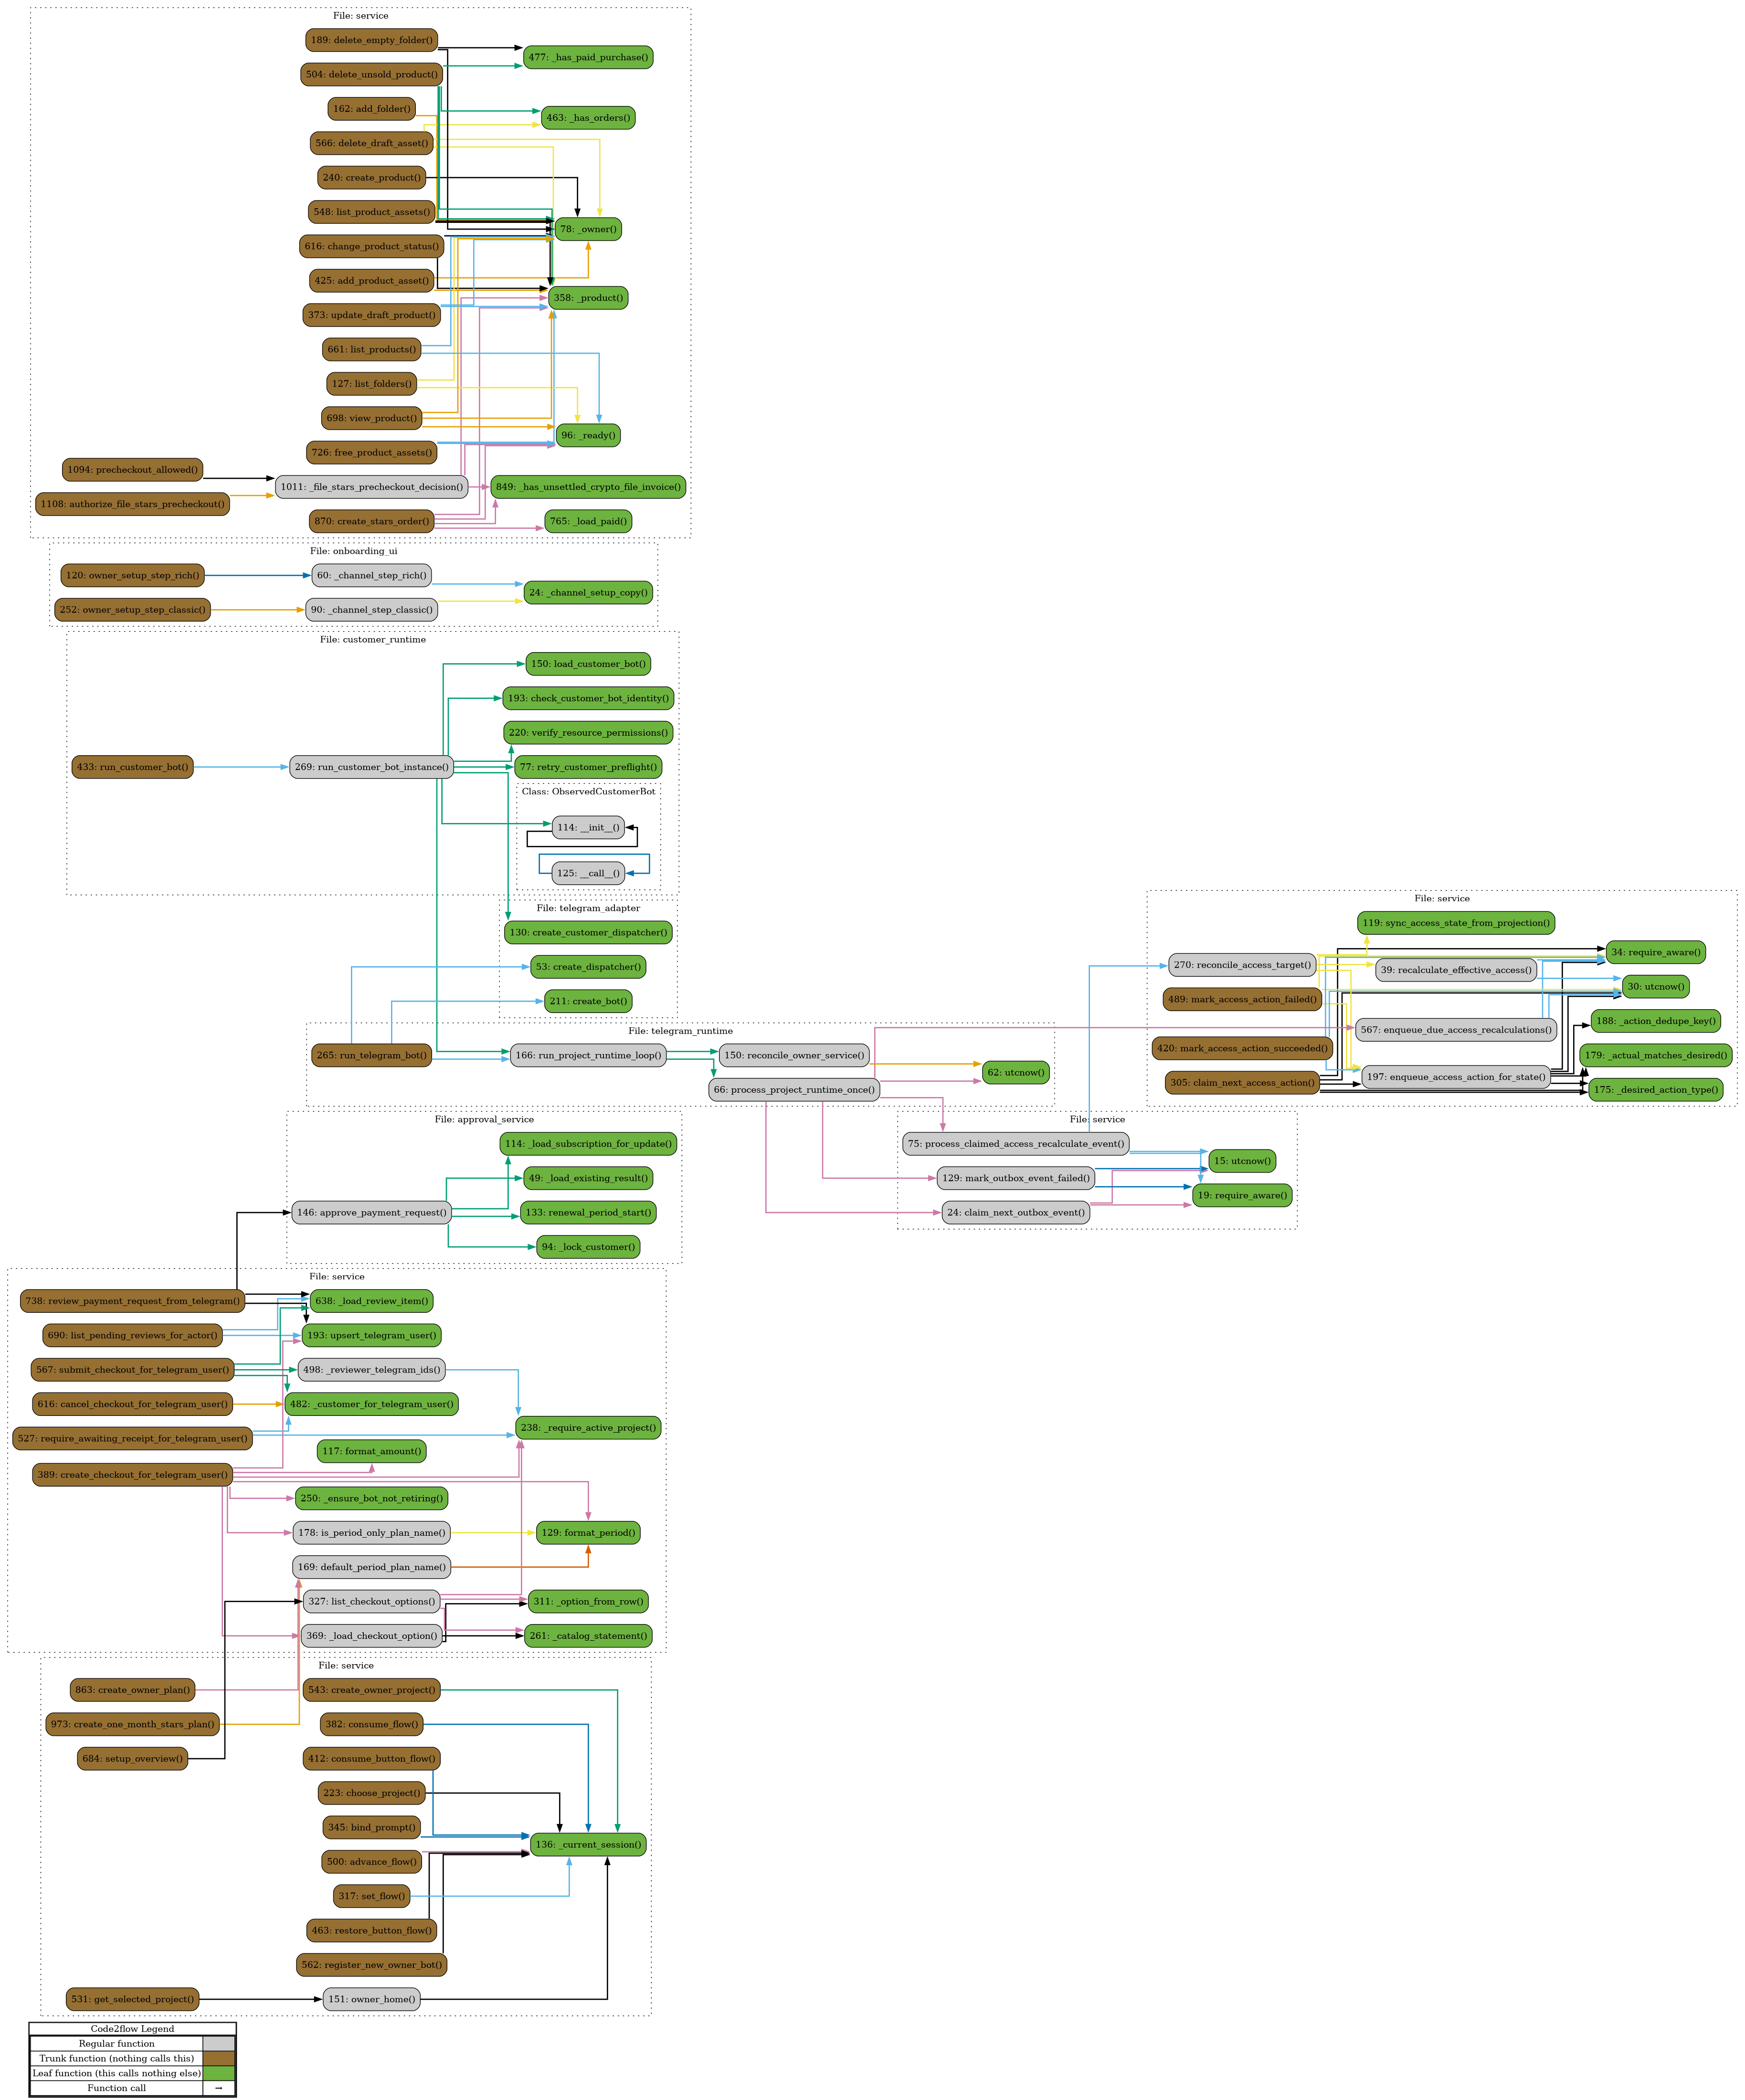 File: service
189: delete_empty_folder()
477: _has_paid_purchase()
504: delete_unsold_product()
162: add_folder()
463: _has_orders()
566: delete_draft_asset()
240: create_product()
548: list_product_assets()
78: _owner()
616: change_product_status()
425: add_product_asset()
358: _product()
373: update_draft_product()
661: list_products()
127: list_folders()
698: view_product()
96: _ready()
726: free_product_assets()
1094: precheckout_allowed()
1011: _file_stars_precheckout_decision()
849: _has_unsettled_crypto_file_invoice()
1108: authorize_file_stars_precheckout()
870: create_stars_order()
765: _load_paid()
File: onboarding_ui
120: owner_setup_step_rich()
60: _channel_step_rich()
24: _channel_setup_copy()
252: owner_setup_step_classic()
90: _channel_step_classic()
File: customer_runtime
150: load_customer_bot()
193: check_customer_bot_identity()
220: verify_resource_permissions()
433: run_customer_bot()
269: run_customer_bot_instance()
77: retry_customer_preflight()
Class: ObservedCustomerBot
114: __init__()
125: __call__()
File: telegram_adapter
130: create_customer_dispatcher()
53: create_dispatcher()
211: create_bot()
File: service
119: sync_access_state_from_projection()
34: require_aware()
270: reconcile_access_target()
39: recalculate_effective_access()
30: utcnow()
489: mark_access_action_failed()
188: _action_dedupe_key()
567: enqueue_due_access_recalculations()
420: mark_access_action_succeeded()
179: _actual_matches_desired()
305: claim_next_access_action()
197: enqueue_access_action_for_state()
175: _desired_action_type()
File: telegram_runtime
265: run_telegram_bot()
166: run_project_runtime_loop()
150: reconcile_owner_service()
62: utcnow()
66: process_project_runtime_once()
File: service
75: process_claimed_access_recalculate_event()
15: utcnow()
129: mark_outbox_event_failed()
19: require_aware()
24: claim_next_outbox_event()
File: approval_service
114: _load_subscription_for_update()
49: _load_existing_result()
146: approve_payment_request()
133: renewal_period_start()
94: _lock_customer()
File: service
738: review_payment_request_from_telegram()
638: _load_review_item()
690: list_pending_reviews_for_actor()
193: upsert_telegram_user()
567: submit_checkout_for_telegram_user()
498: _reviewer_telegram_ids()
616: cancel_checkout_for_telegram_user()
482: _customer_for_telegram_user()
238: _require_active_project()
527: require_awaiting_receipt_for_telegram_user()
117: format_amount()
389: create_checkout_for_telegram_user()
250: _ensure_bot_not_retiring()
178: is_period_only_plan_name()
129: format_period()
169: default_period_plan_name()
327: list_checkout_options()
311: _option_from_row()
369: _load_checkout_option()
261: _catalog_statement()
File: service
863: create_owner_plan()
543: create_owner_project()
973: create_one_month_stars_plan()
382: consume_flow()
684: setup_overview()
412: consume_button_flow()
223: choose_project()
345: bind_prompt()
136: _current_session()
500: advance_flow()
317: set_flow()
463: restore_button_flow()
562: register_new_owner_bot()
531: get_selected_project()
151: owner_home()
Code2flow Legend
Regular function
Trunk function (nothing calls this)
Leaf function (this calls nothing else)
Function call →